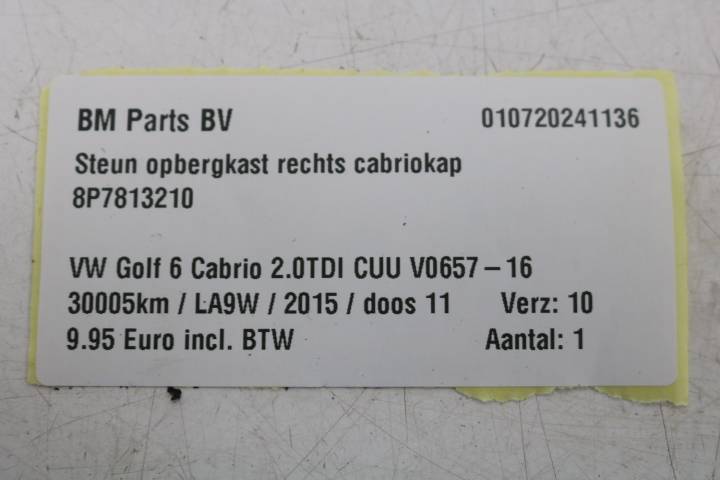 BM Parts BV 010720241136
Steun opbergkast rechts cabriokap
8P7813210
VW Golf 6 Cabrio 2.0TDI CUU V0657 – 16
30005km / LA9W / 2015 / doos 11 Verz: 10
9.95 Euro incl. BTW Aantal: 1